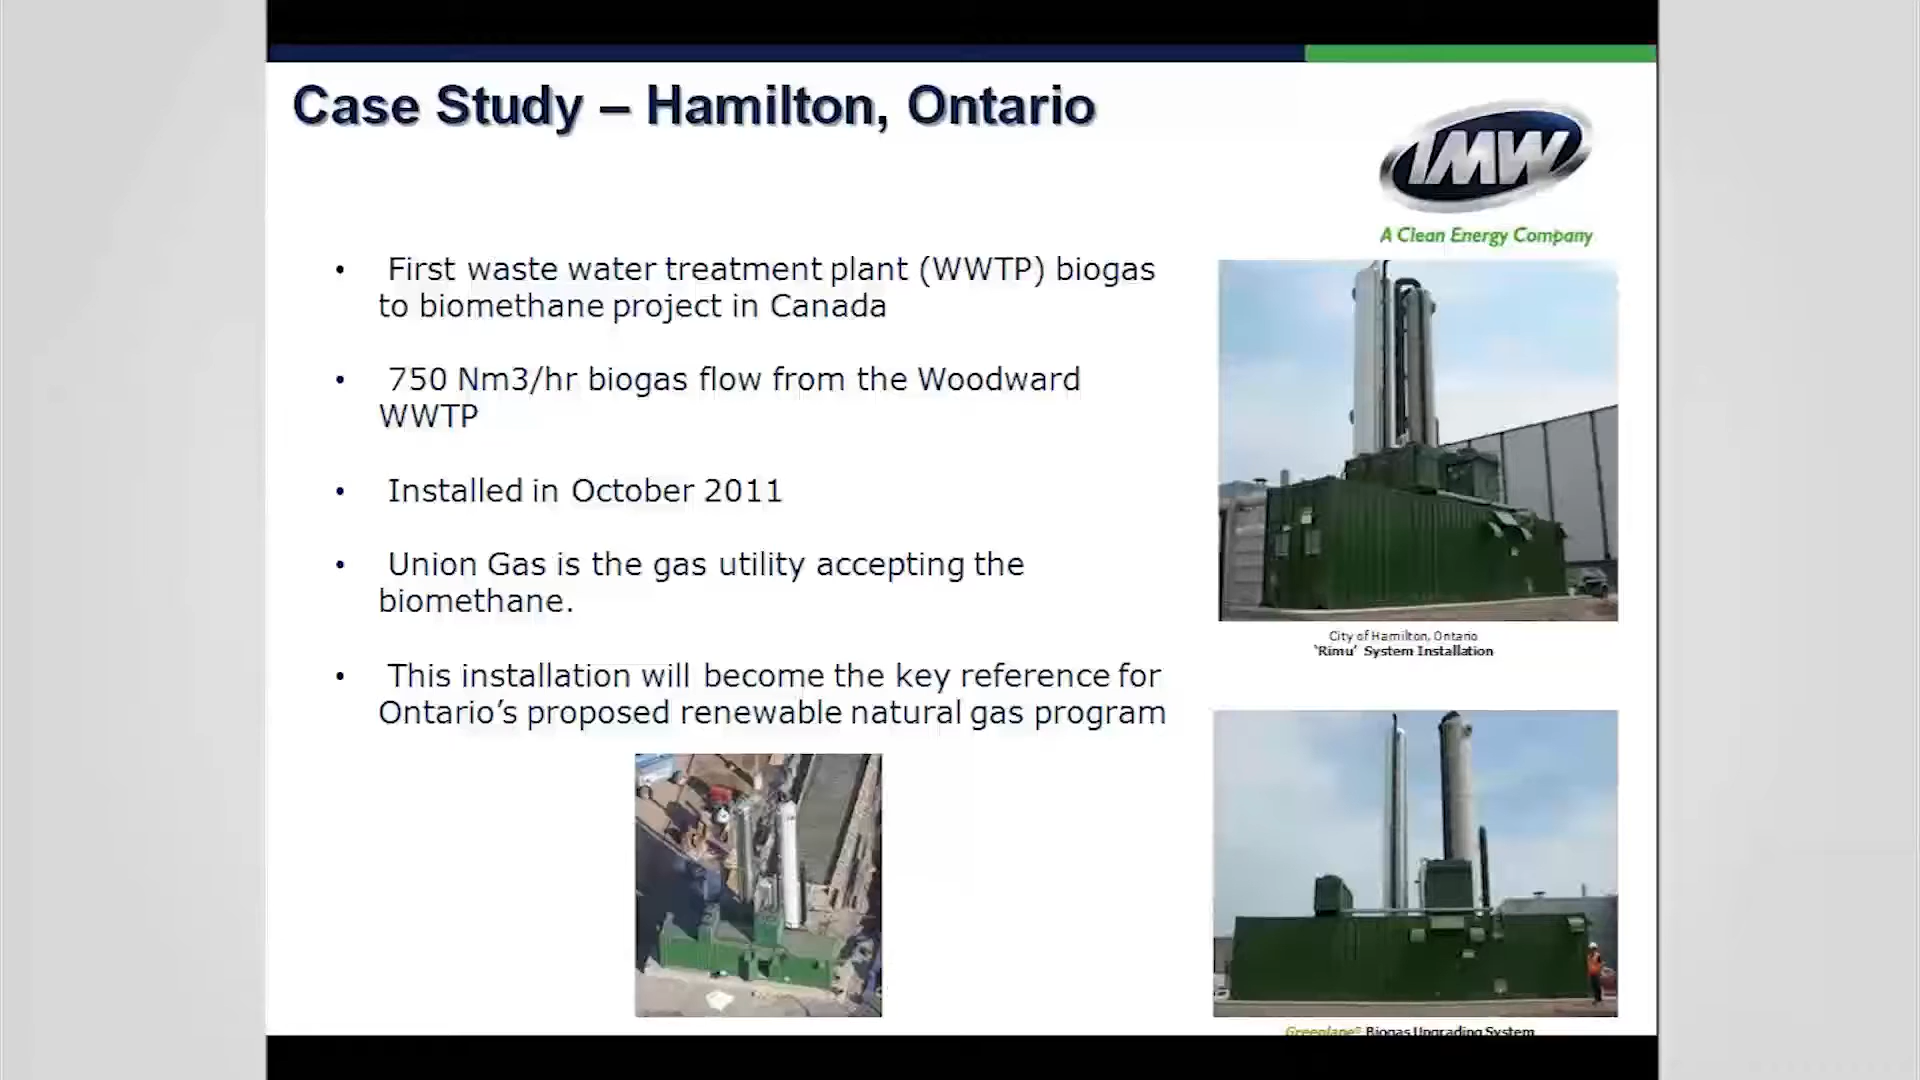 Case Study – Hamilton, Ontario
IMW
A Clean Energy Company
• First waste water treatment plant (WWTP) biogas
to biomethane project in Canada
• 750 Nm3/hr biogas flow from the Woodward
WWTP
• Installed in October 2011
• Union Gas is the gas utility accepting the
biomethane.
• This installation will become the key reference for
Ontario’s proposed renewable natural gas program
City of Hamilton, Ontario
‘Rimu’ System Installation
Greenlane® Biogas Upgrading System